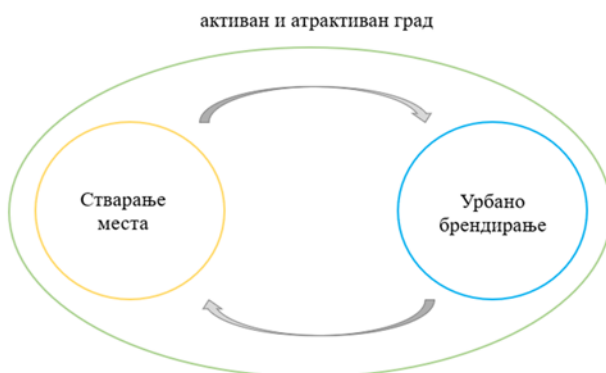 активан и атрактиван град
Стварање
места
Урбано
брендирање